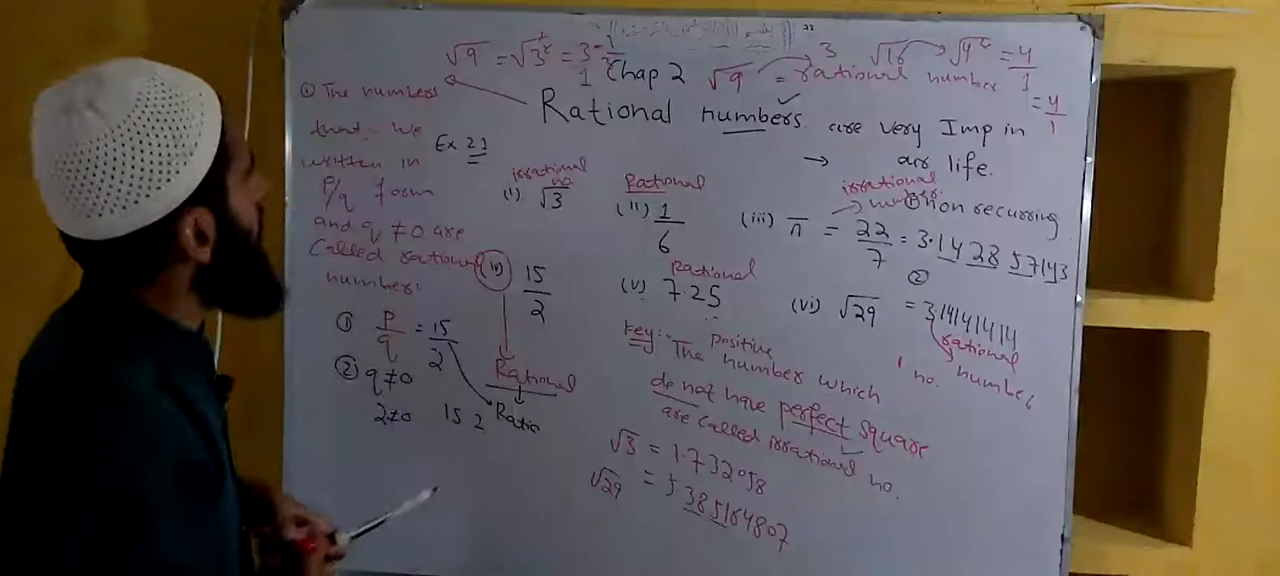 √9 = √3² = 3 = 1
1
Chap 2 √9 = 3 rational number
√16 √4² = 4/1
= 4/1
Rational numbers are very Imp in
→ are life.
① The numbers
that we
written in
P/q form
and q ≠ 0 are
called rational
number.
Ex 2.1
irrational no.
(i) √3
Rational
(ii) 1/6
irrational numbers.
(iii) π = 22/7 = 3.142857143
① non recurring
②
(iv) 15/2
Rational
(v) 7.25
(vi) √29 = 3.14141414
rational number
no.
① P/q = 15/2
② q ≠ 0
2 ≠ 0 15 2
Rational
Ratio
Key:- positive
The number which
do not have perfect square
are called irrational no.
√3 = 1.732058
√29 = 5.385164807